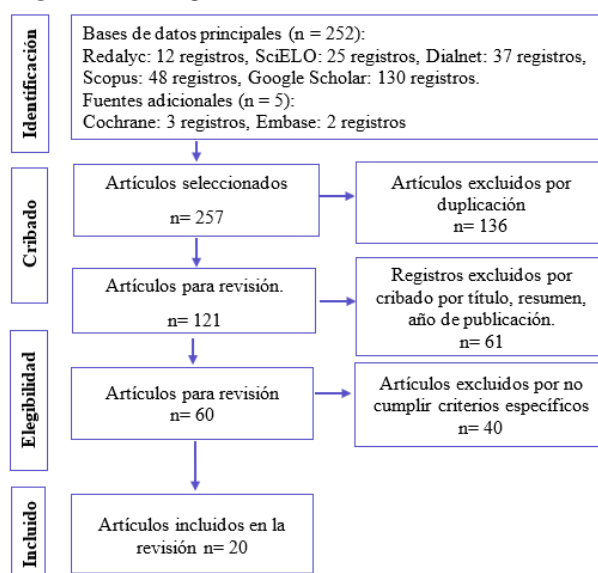 Identificación
Bases de datos principales (n = 252):
Redalyc: 12 registros, SciELO: 25 registros, Dialnet: 37 registros,
Scopus: 48 registros, Google Scholar: 130 registros.
Fuentes adicionales (n = 5):
Cochrane: 3 registros, Embase: 2 registros
Cribado
Artículos seleccionados
n= 257
Artículos excluidos por
duplicación
n= 136
Artículos para revisión.
n= 121
Registros excluidos por
cribado por título, resumen,
año de publicación.
n= 61
Elegibilidad
Artículos para revisión
n= 60
Artículos excluidos por no
cumplir criterios específicos
n= 40
Incluido
Artículos incluidos en la
revisión n= 20